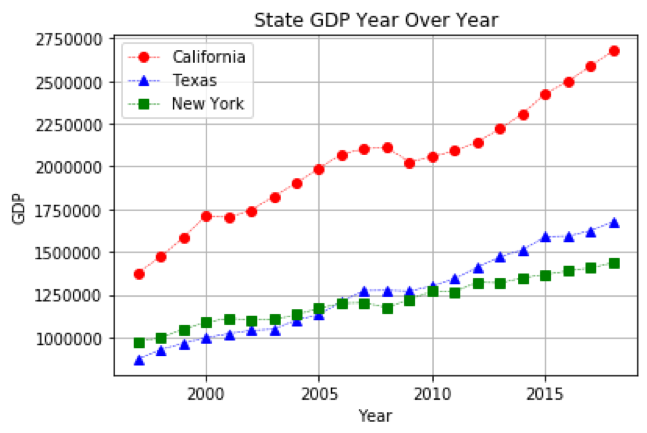 State GDP Year Over Year
2750000
2500000
2250000
2000000
1750000
1500000
1250000
1000000
GDP
California
Texas
New York
2000
2005
2010
2015
Year